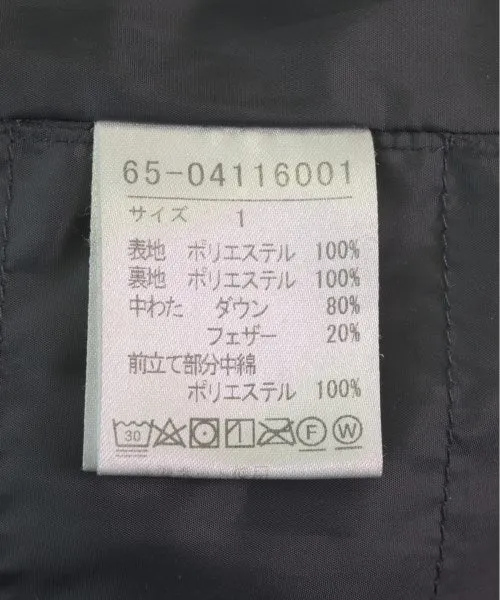 65-04116001
サイズ 1
表地 ポリエステル 100%
裏地 ポリエステル 100%
中わた ダウン 80%
フェザー 20%
前立て部分中綿
ポリエステル 100%
30 F W